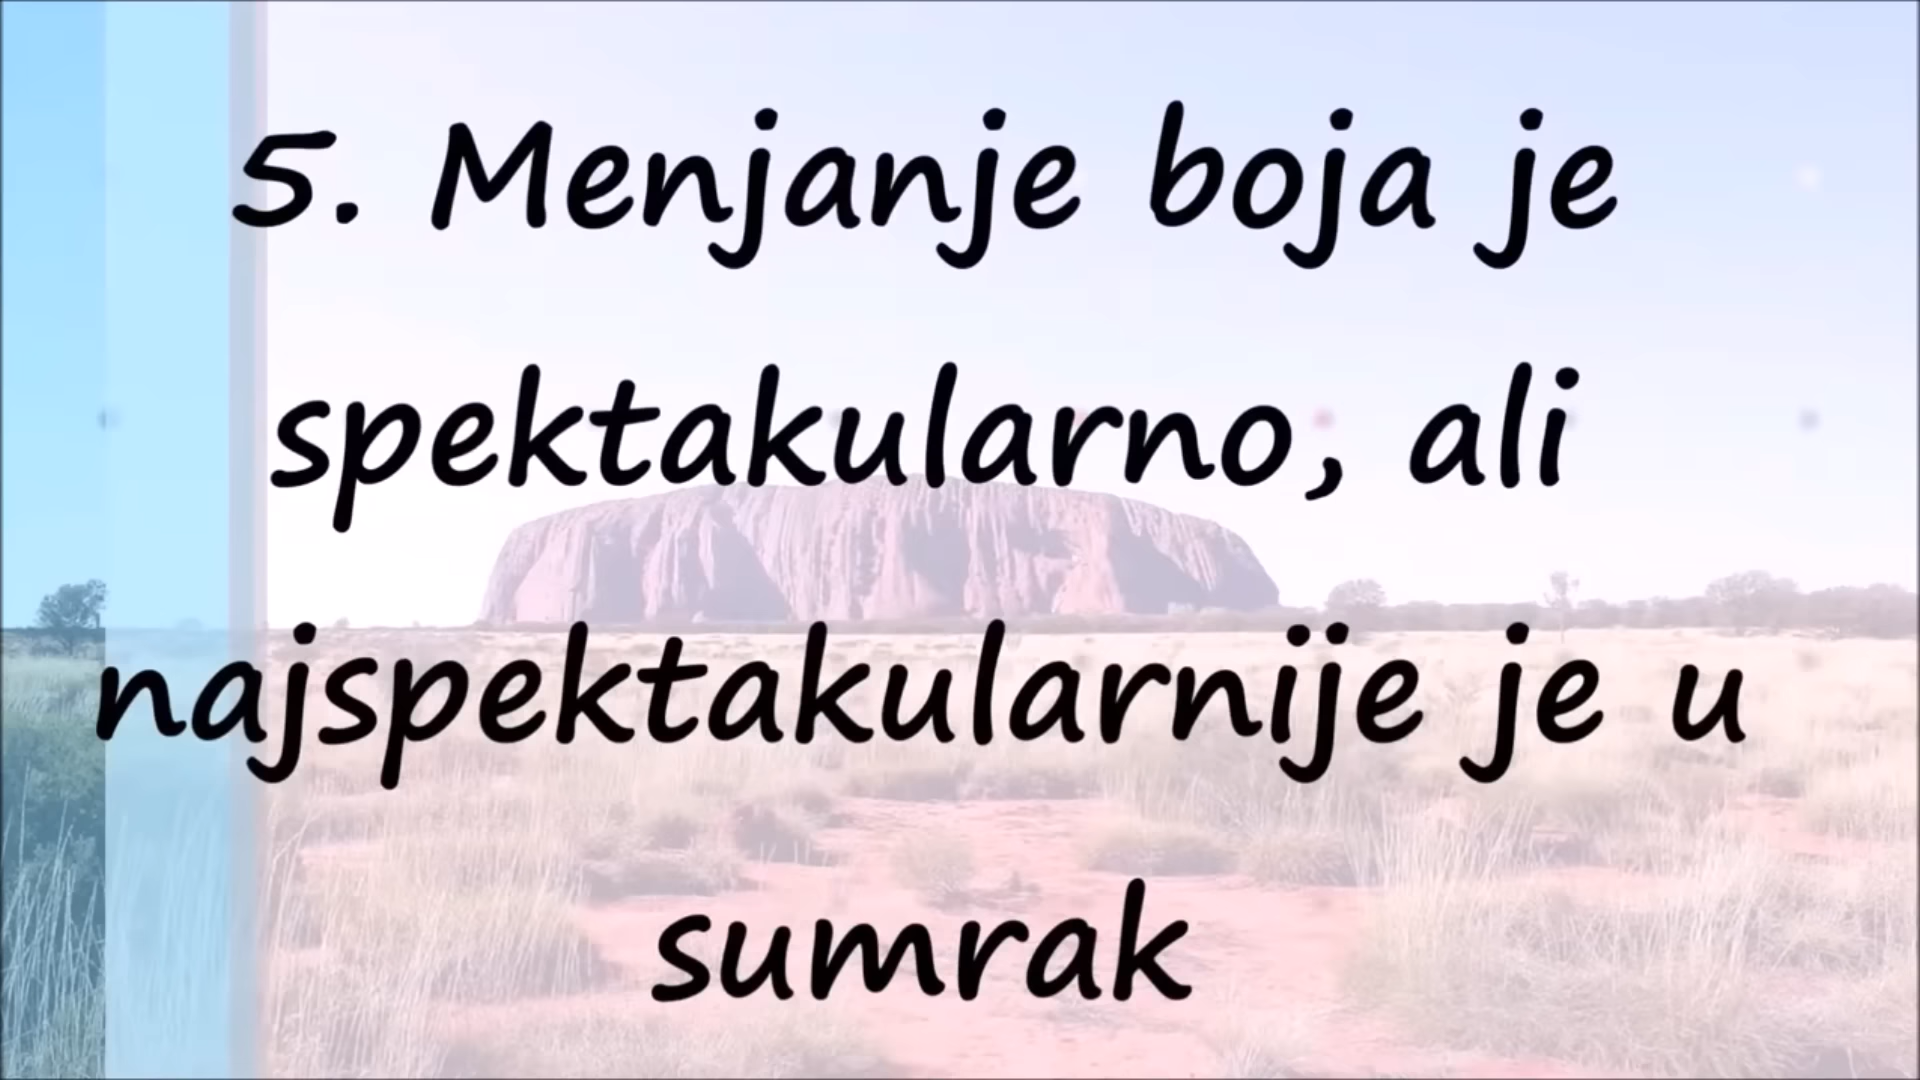 5. Menjanje boja je
spektakularno, ali
najspektakularnije je u
sumrak